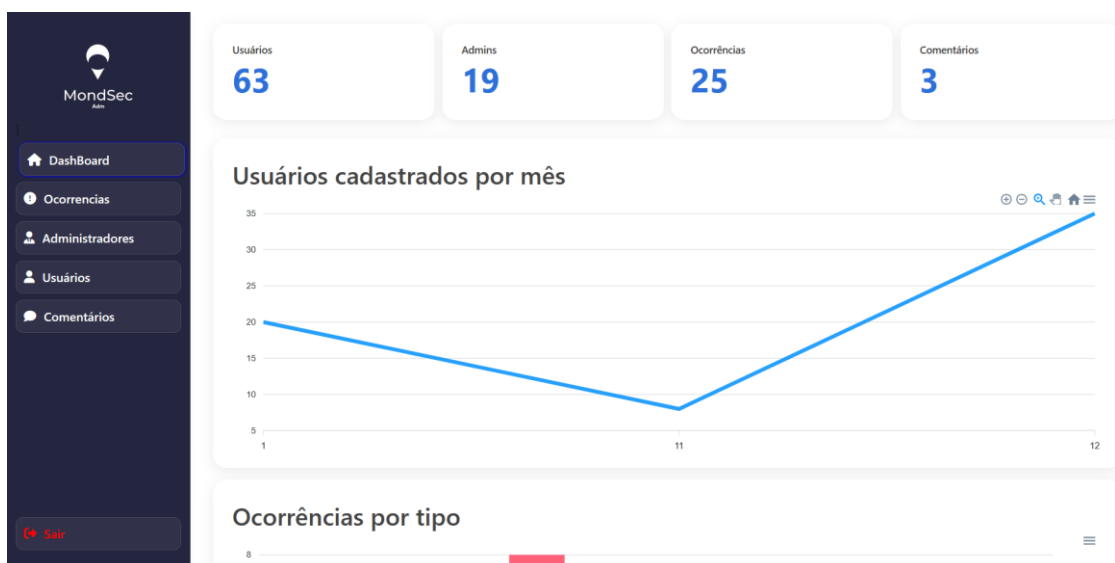 MondSec
Adm
DashBoard
Ocorrencias
Administradores
Usuários
Comentários
Sair
Usuários
63
Admins
19
Ocorrências
25
Comentários
3
Usuários cadastrados por mês
35
30
25
20
15
10
5
1
11
12
Ocorrências por tipo
8